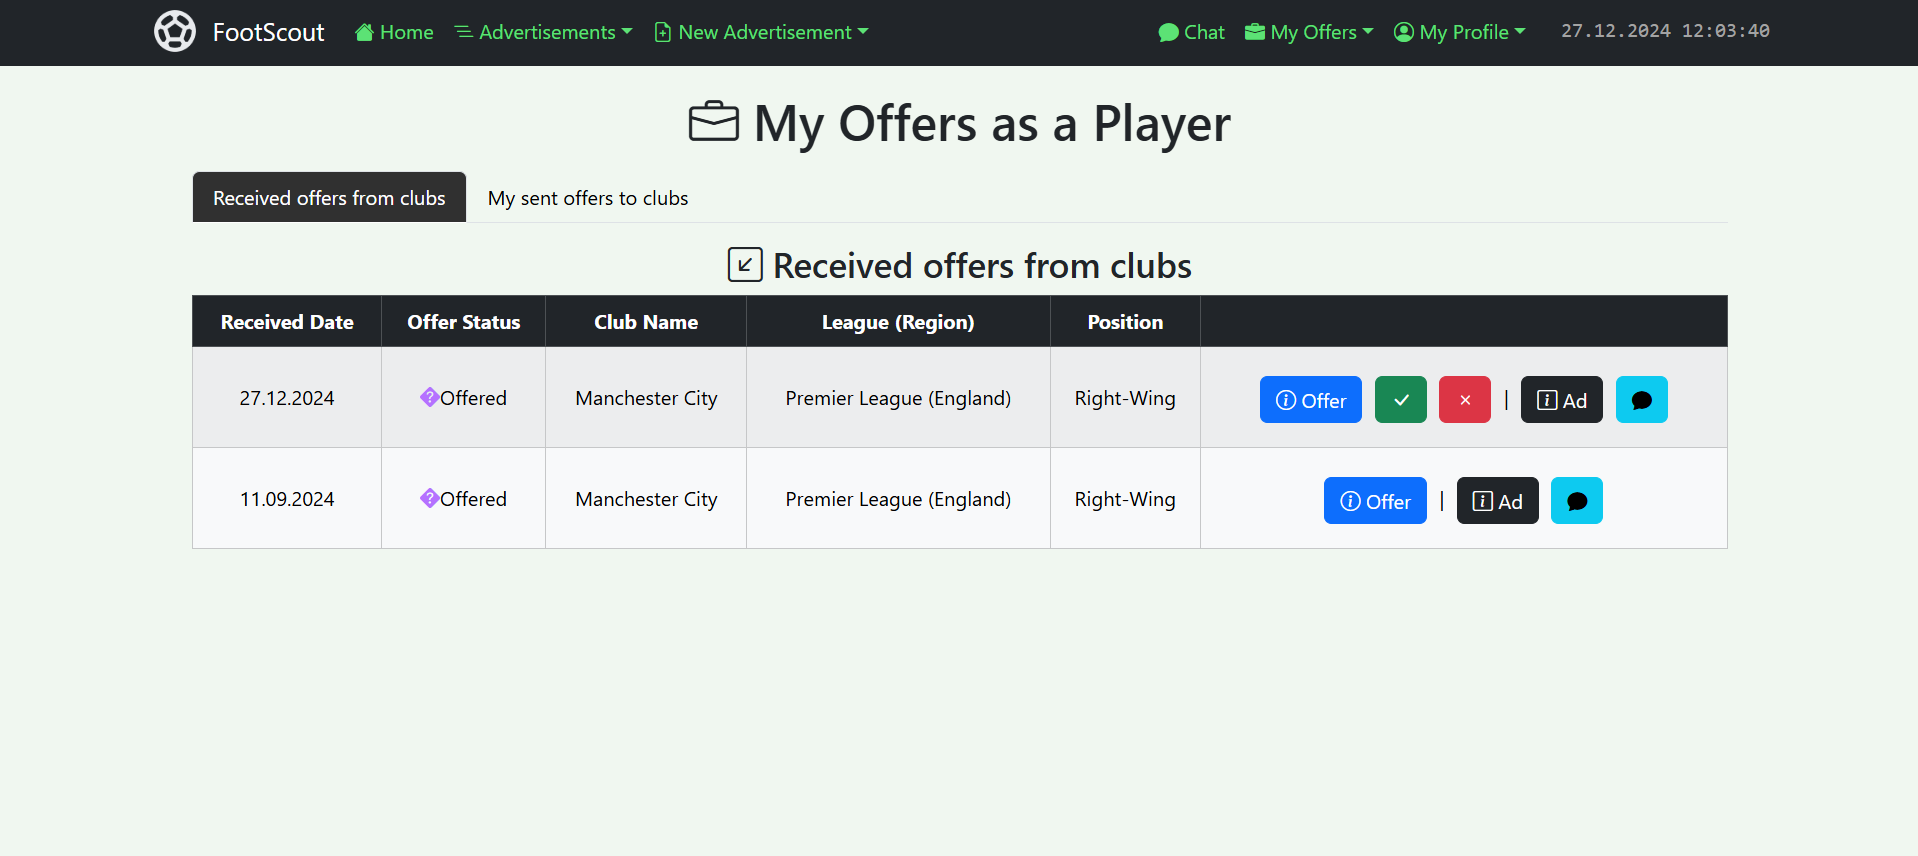 FootScout Home Advertisements New Advertisement Chat My Offers My Profile 27.12.2024 12:03:40
My Offers as a Player
Received offers from clubs My sent offers to clubs
Received offers from clubs
Received Date Offer Status Club Name League (Region) Position
27.12.2024 ?Offered Manchester City Premier League (England) Right-Wing Offer | Ad
11.09.2024 ?Offered Manchester City Premier League (England) Right-Wing Offer | Ad